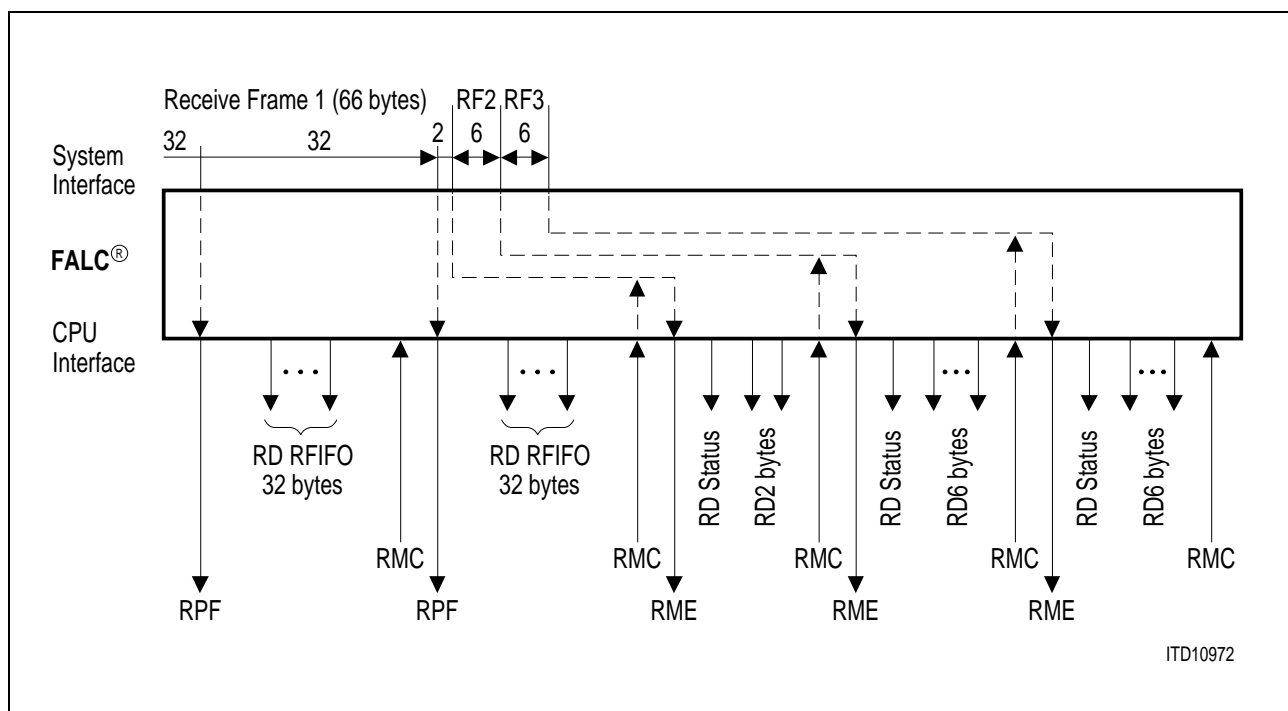 Receive Frame 1 (66 bytes) RF2 RF3
32 32 2 6 6
System
Interface
FALC®
CPU
Interface
RD RFIFO
32 bytes
RD RFIFO
32 bytes
RD Status
RD2 bytes
RD Status
RD6 bytes
RD Status
RD6 bytes
RMC RMC RMC RMC RMC
RPF RPF RME RME RME
ITD10972